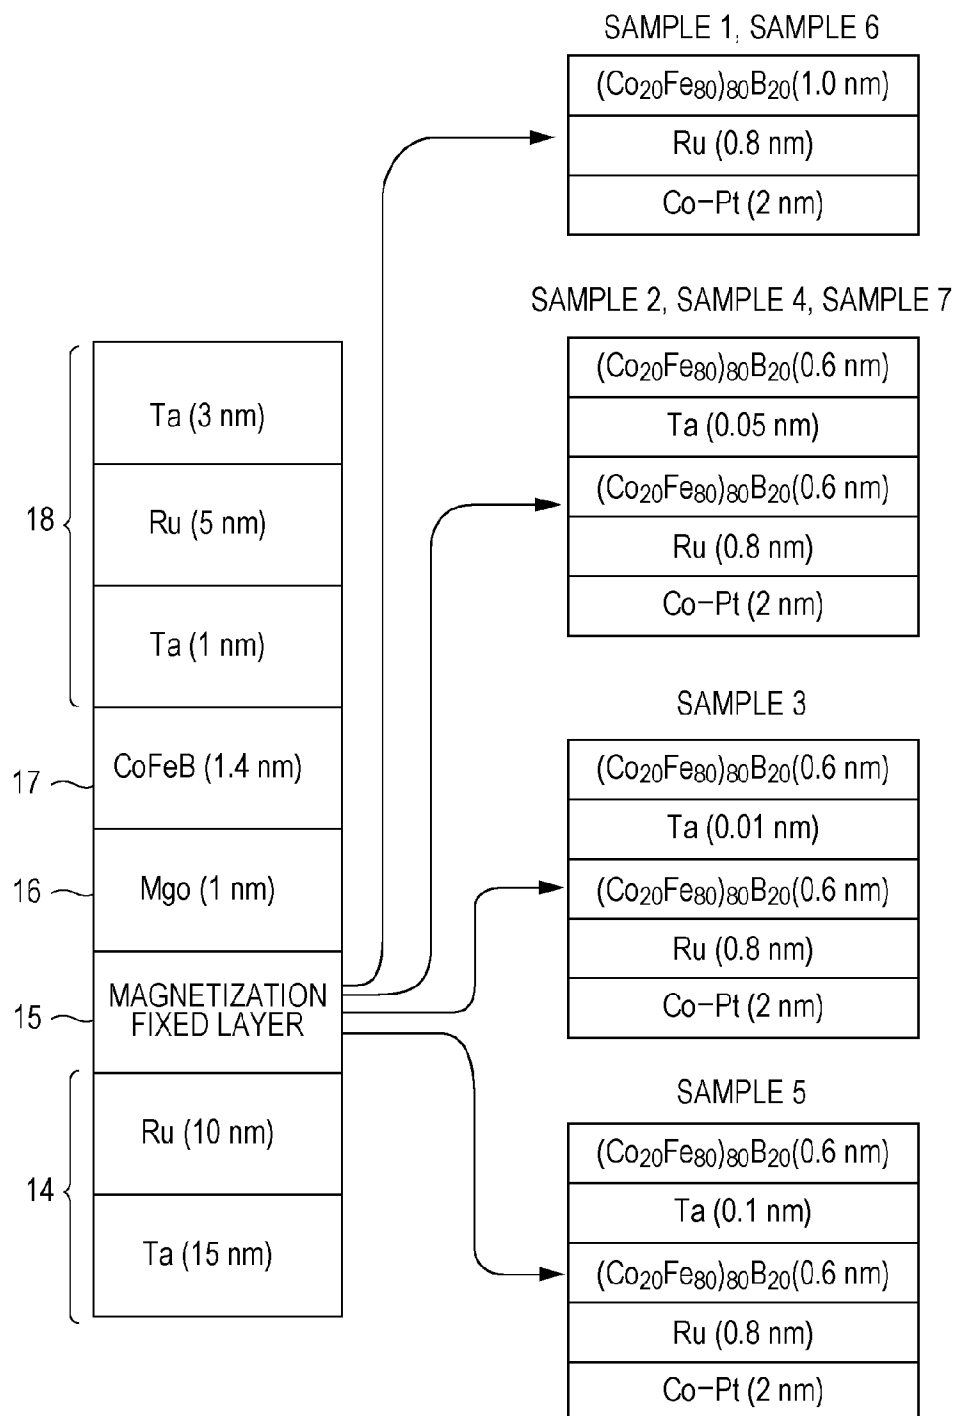 SAMPLE 1, SAMPLE 6
(Co20Fe80)80B20(1.0 nm)
Ru (0.8 nm)
Co-Pt (2 nm)
SAMPLE 2, SAMPLE 4, SAMPLE 7
(Co20Fe80)80B20(0.6 nm)
Ta (0.05 nm)
(Co20Fe80)80B20(0.6 nm)
Ru (0.8 nm)
Co-Pt (2 nm)
SAMPLE 3
(Co20Fe80)80B20(0.6 nm)
Ta (0.01 nm)
(Co20Fe80)80B20(0.6 nm)
Ru (0.8 nm)
Co-Pt (2 nm)
SAMPLE 5
(Co20Fe80)80B20(0.6 nm)
Ta (0.1 nm)
(Co20Fe80)80B20(0.6 nm)
Ru (0.8 nm)
Co-Pt (2 nm)
18
Ta (3 nm)
Ru (5 nm)
Ta (1 nm)
17
CoFeB (1.4 nm)
16
Mgo (1 nm)
15
MAGNETIZATION
FIXED LAYER
14
Ru (10 nm)
Ta (15 nm)